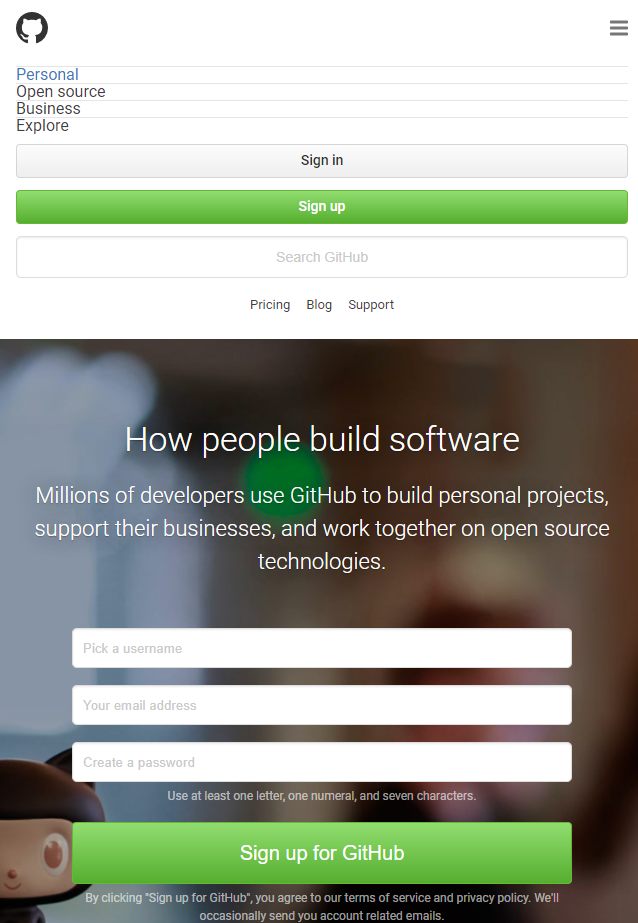 Personal
Open source
Business
Explore
Sign in
Sign up
Search GitHub
Pricing Blog Support
How people build software
Millions of developers use GitHub to build personal projects,
support their businesses, and work together on open source
technologies.
Pick a username
Your email address
Create a password
Use at least one letter, one numeral, and seven characters.
Sign up for GitHub
By clicking "Sign up for GitHub", you agree to our terms of service and privacy policy. We'll
occasionally send you account related emails.